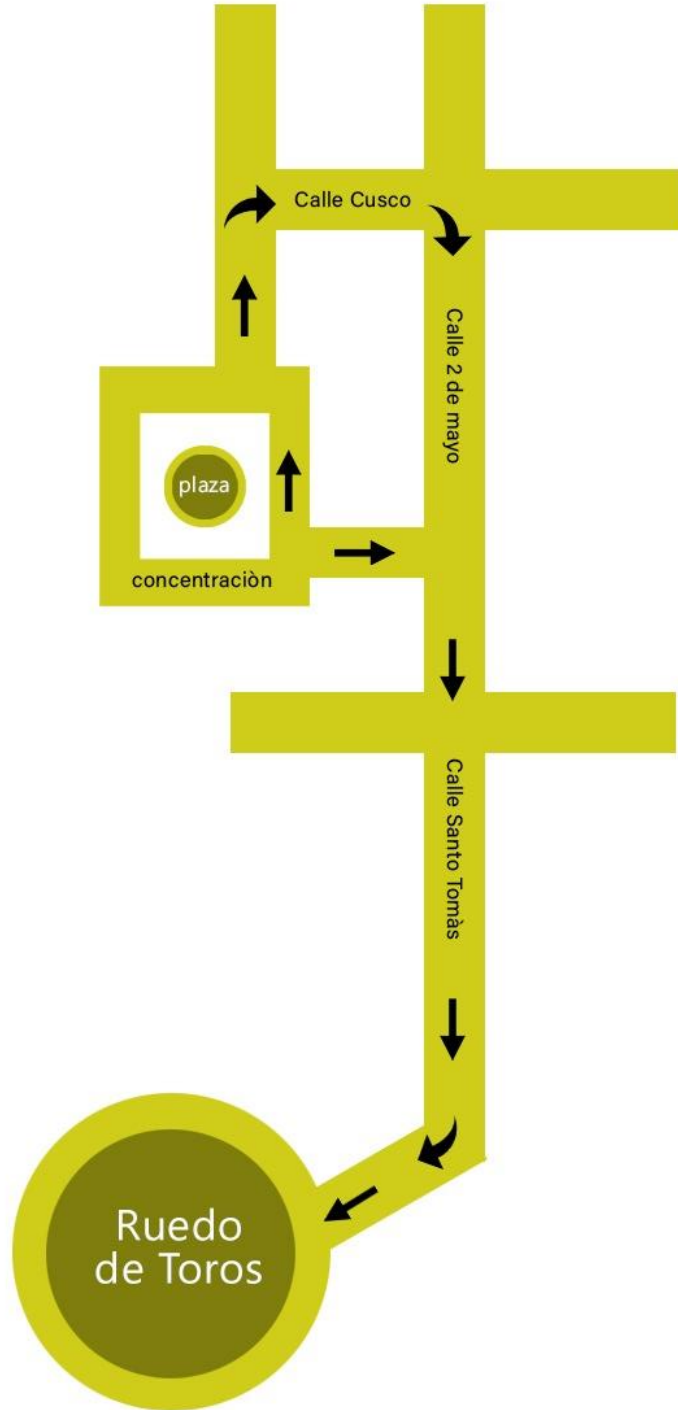 Calle Cusco
Calle 2 de mayo
plaza
concentraciòn
Calle Santo Tomàs
Ruedo
de Toros